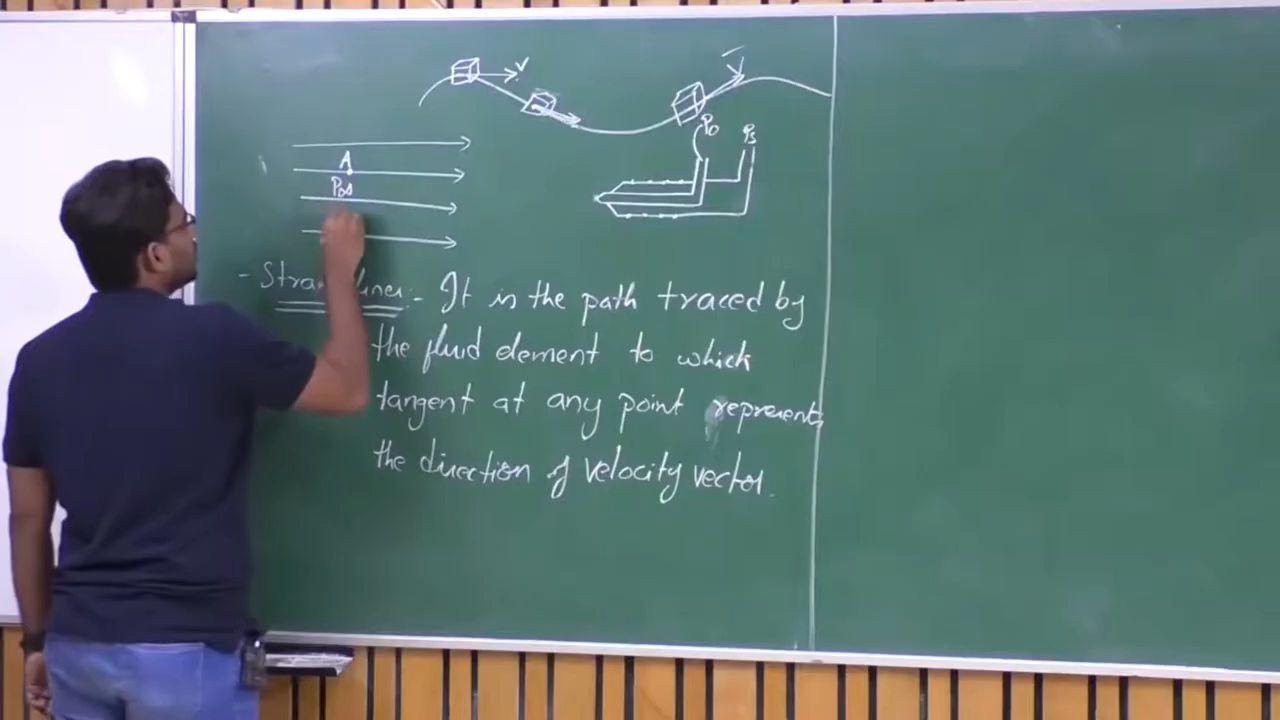 V
V
P₀ Ps
A
- Stream lines:- It is the path traced by
the fluid element to which
tangent at any point represents
the direction of velocity vector.